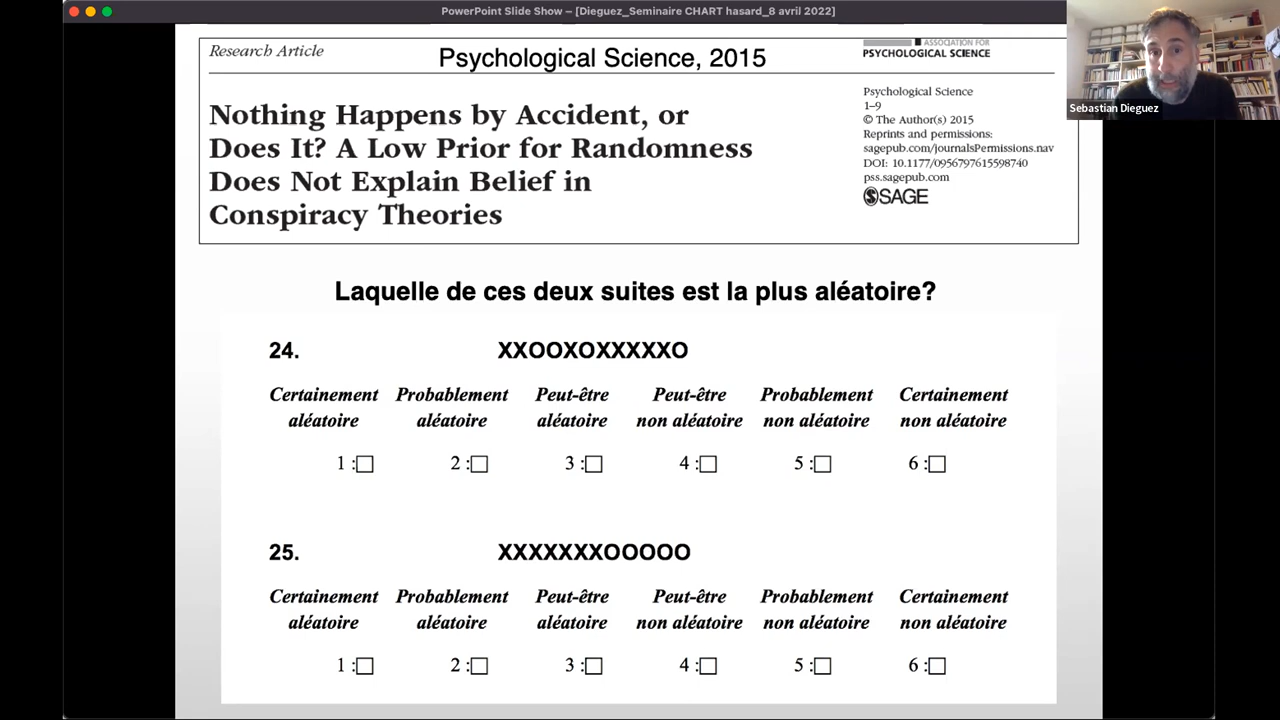 PowerPoint Slide Show – [Dieguez_Seminaire CHART hasard_8 avril 2022]
Research Article
Psychological Science, 2015
ASSOCIATION FOR
PSYCHOLOGICAL SCIENCE
Nothing Happens by Accident, or
Does It? A Low Prior for Randomness
Does Not Explain Belief in
Conspiracy Theories
Psychological Science
1–9
© The Author(s) 2015
Reprints and permissions:
sagepub.com/journalsPermissions.nav
DOI: 10.1177/0956797615598740
pss.sagepub.com
SAGE
Sebastian Dieguez
Laquelle de ces deux suites est la plus aléatoire?
24. XXOOXOXXXXXO
Certainement Probablement Peut-être Peut-être Probablement Certainement
aléatoire aléatoire aléatoire non aléatoire non aléatoire non aléatoire
1 : 2 : 3 : 4 : 5 : 6 :
25. XXXXXXXOOOOO
Certainement Probablement Peut-être Peut-être Probablement Certainement
aléatoire aléatoire aléatoire non aléatoire non aléatoire non aléatoire
1 : 2 : 3 : 4 : 5 : 6 :